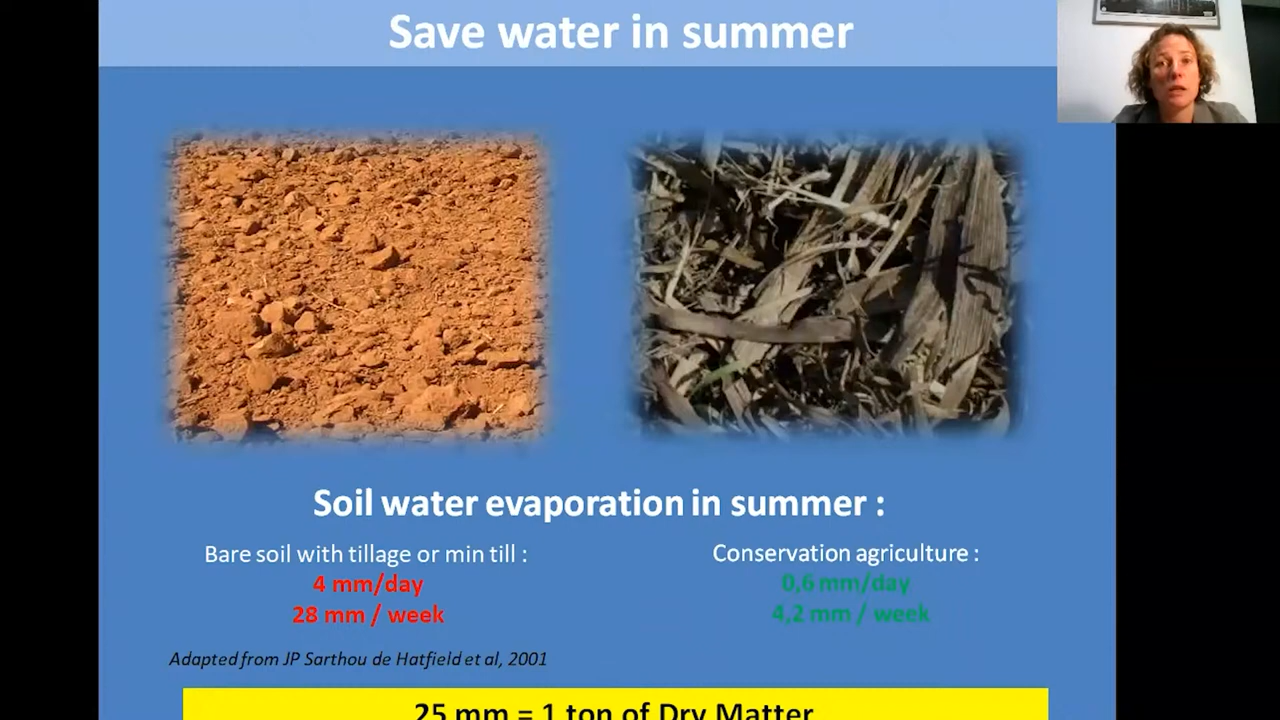 Save water in summer
Soil water evaporation in summer :
Bare soil with tillage or min till :
4 mm/day
28 mm / week
Conservation agriculture :
0,6 mm/day
4,2 mm / week
Adapted from JP Sarthou de Hatfield et al, 2001
25 mm = 1 ton of Dry Matter